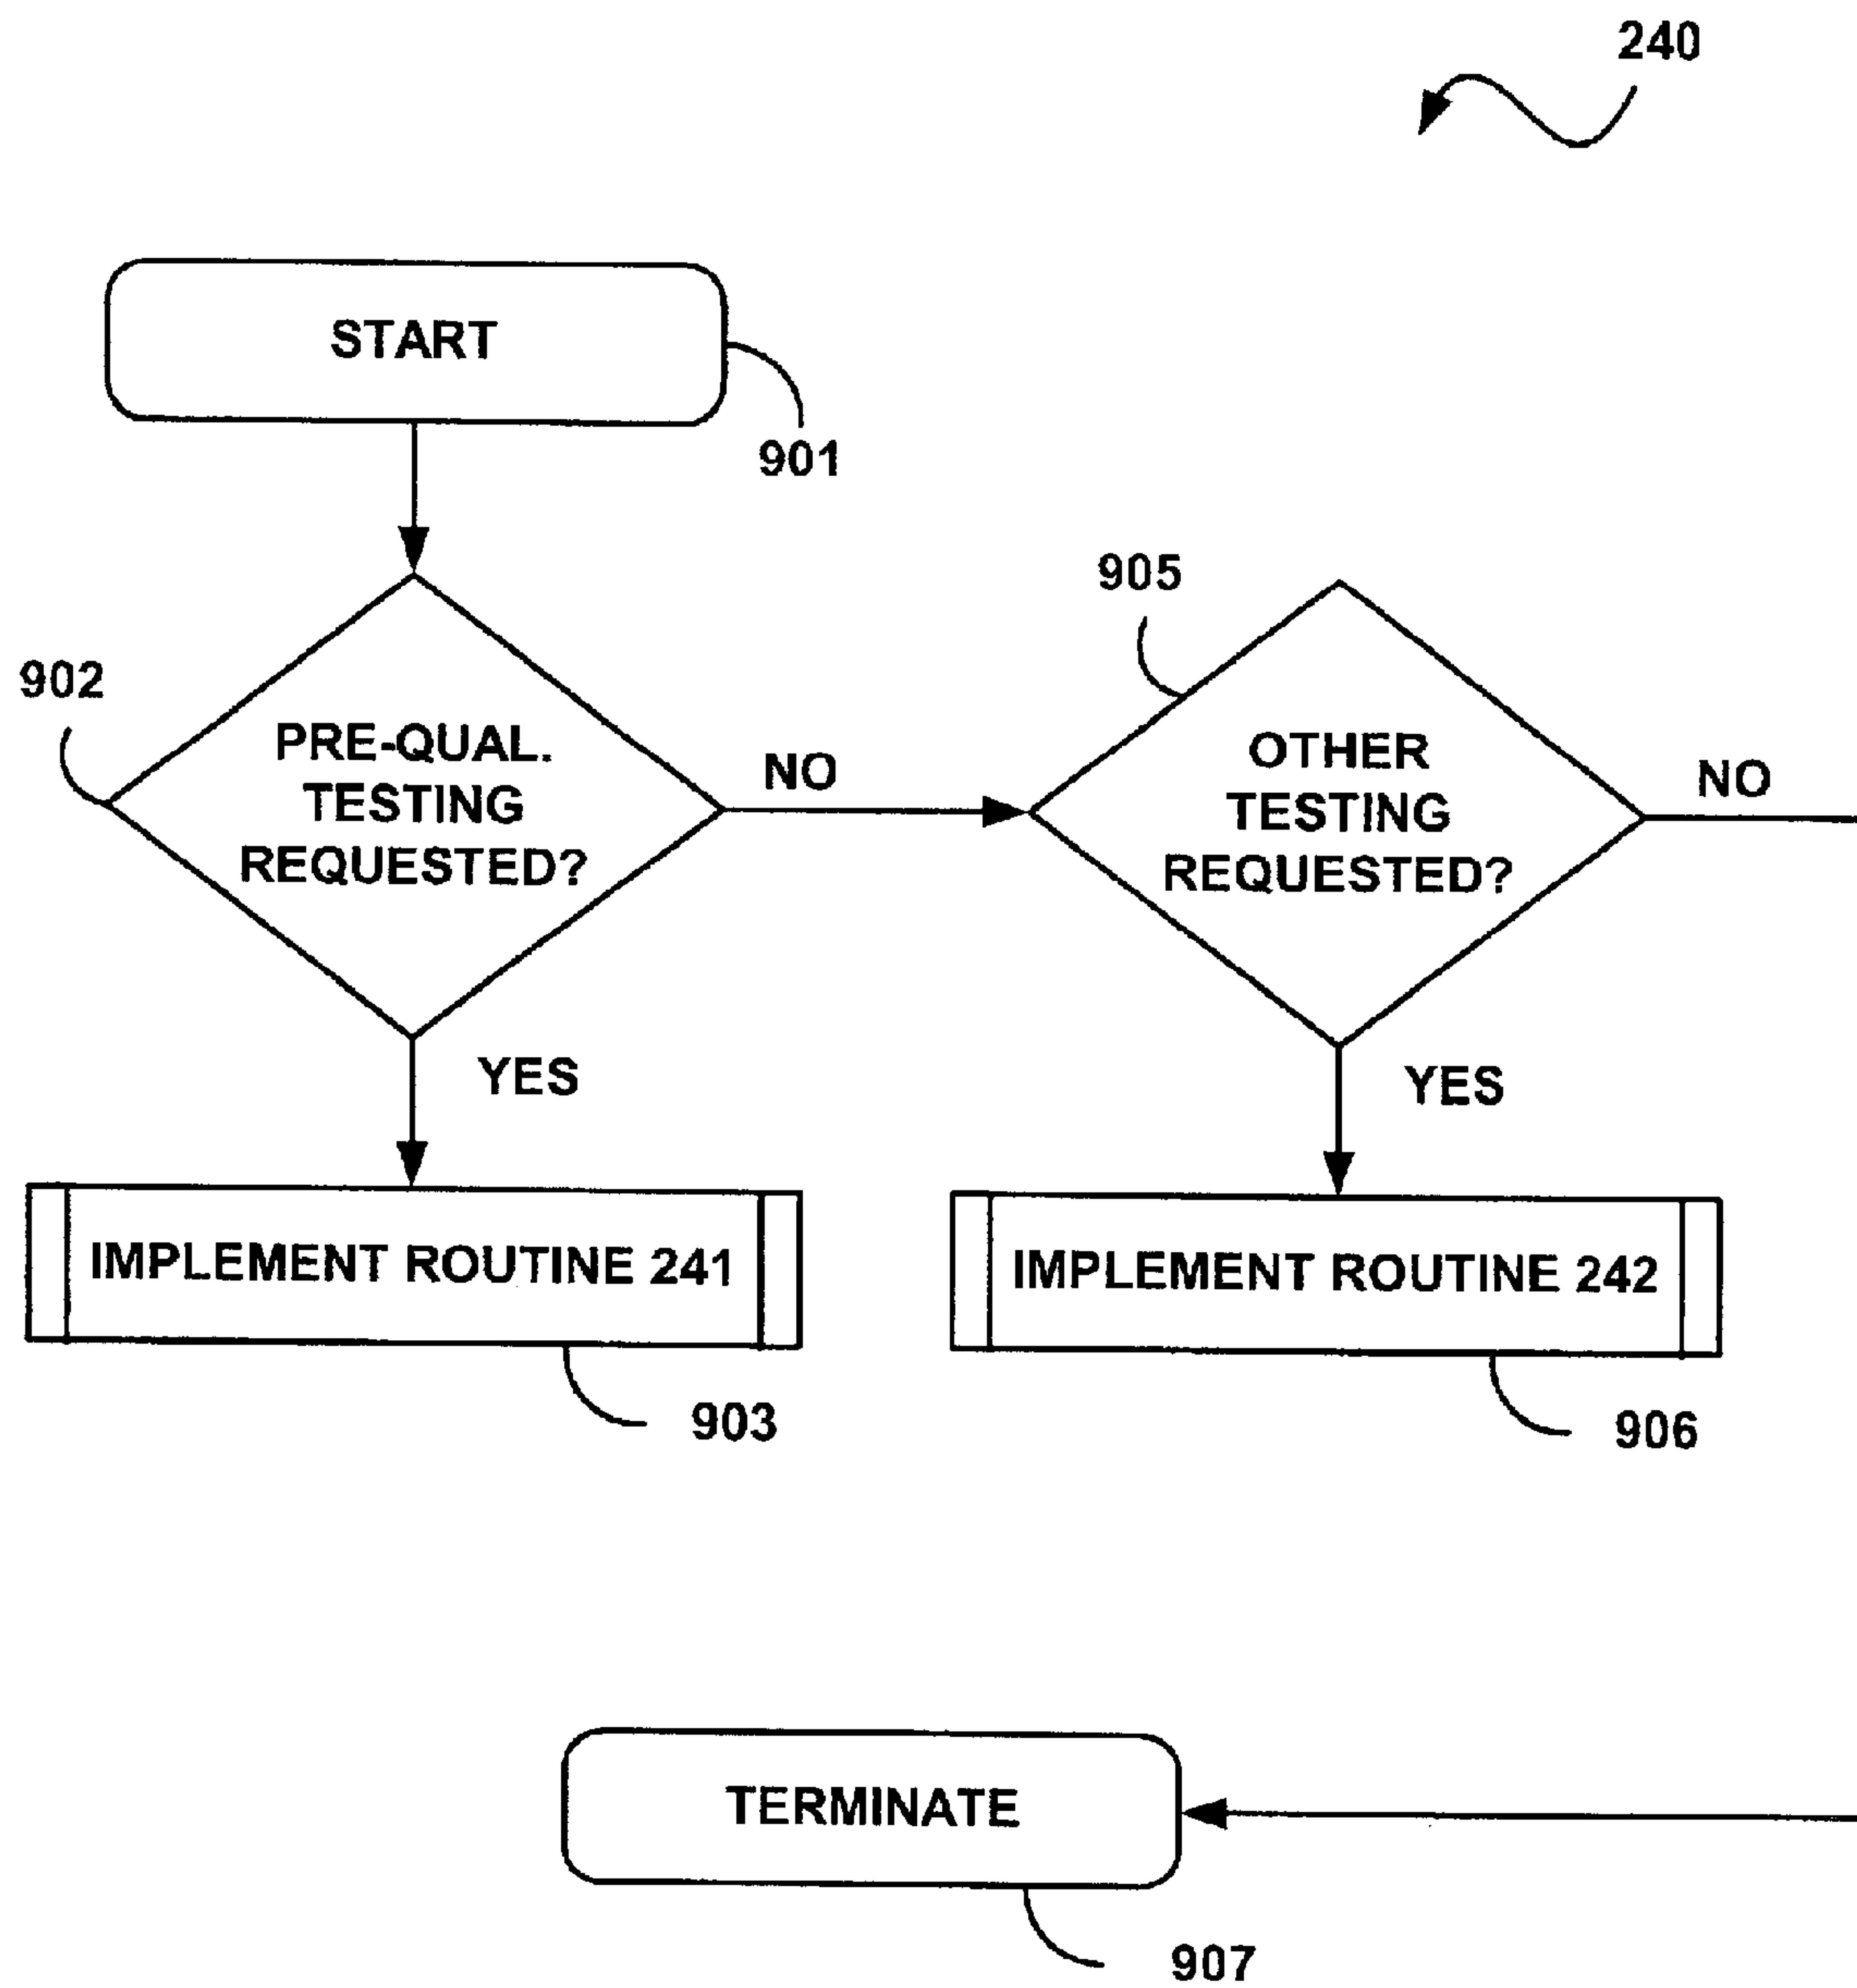 240
START
901
902
PRE-QUAL.
TESTING
REQUESTED?
NO
905
OTHER
TESTING
REQUESTED?
NO
YES
YES
IMPLEMENT ROUTINE 241
IMPLEMENT ROUTINE 242
903
906
TERMINATE
907